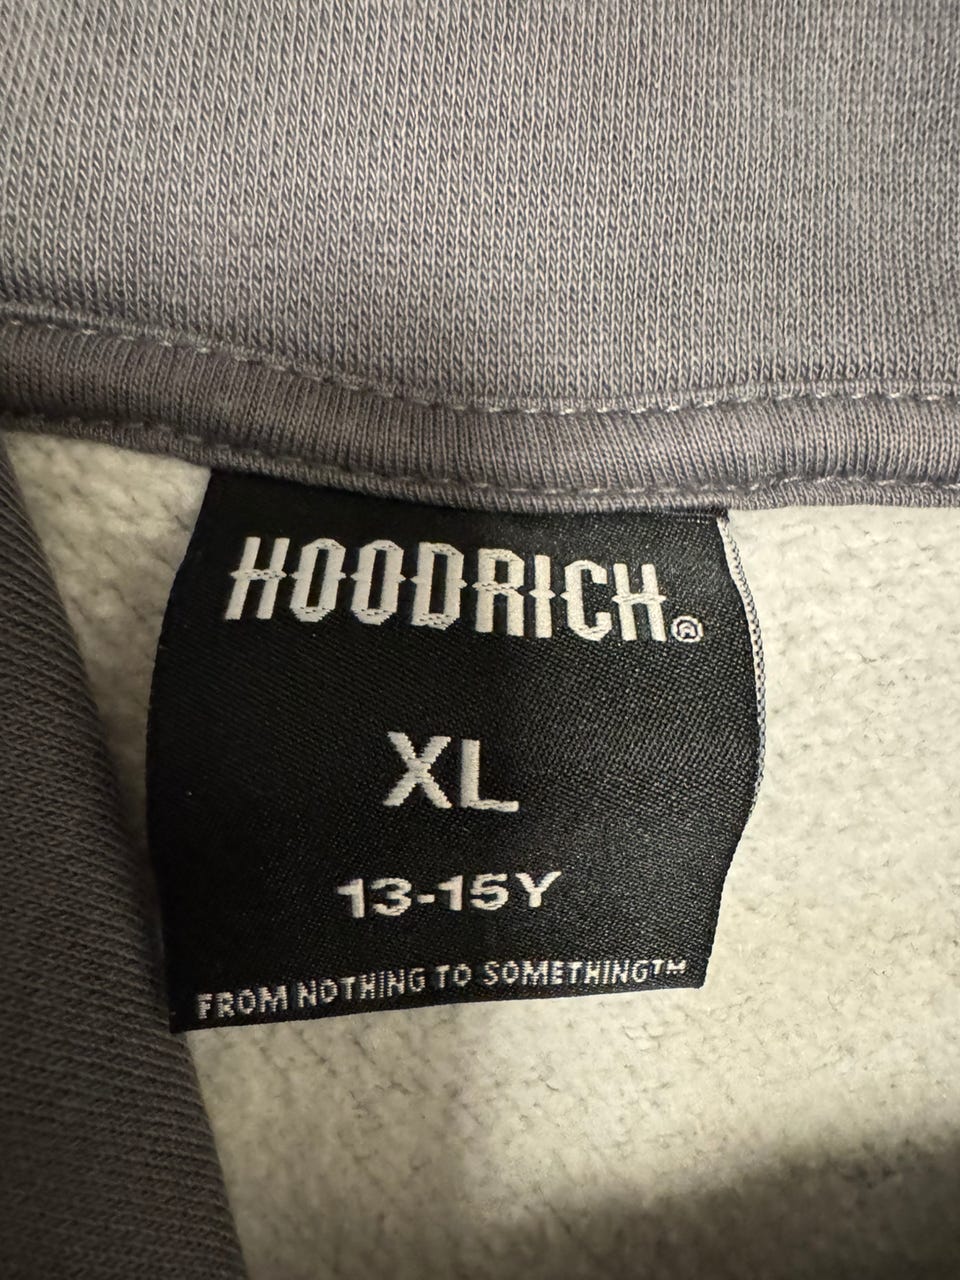 HOODRICH®
XL
13-15Y
FROM NOTHING TO SOMETHING™